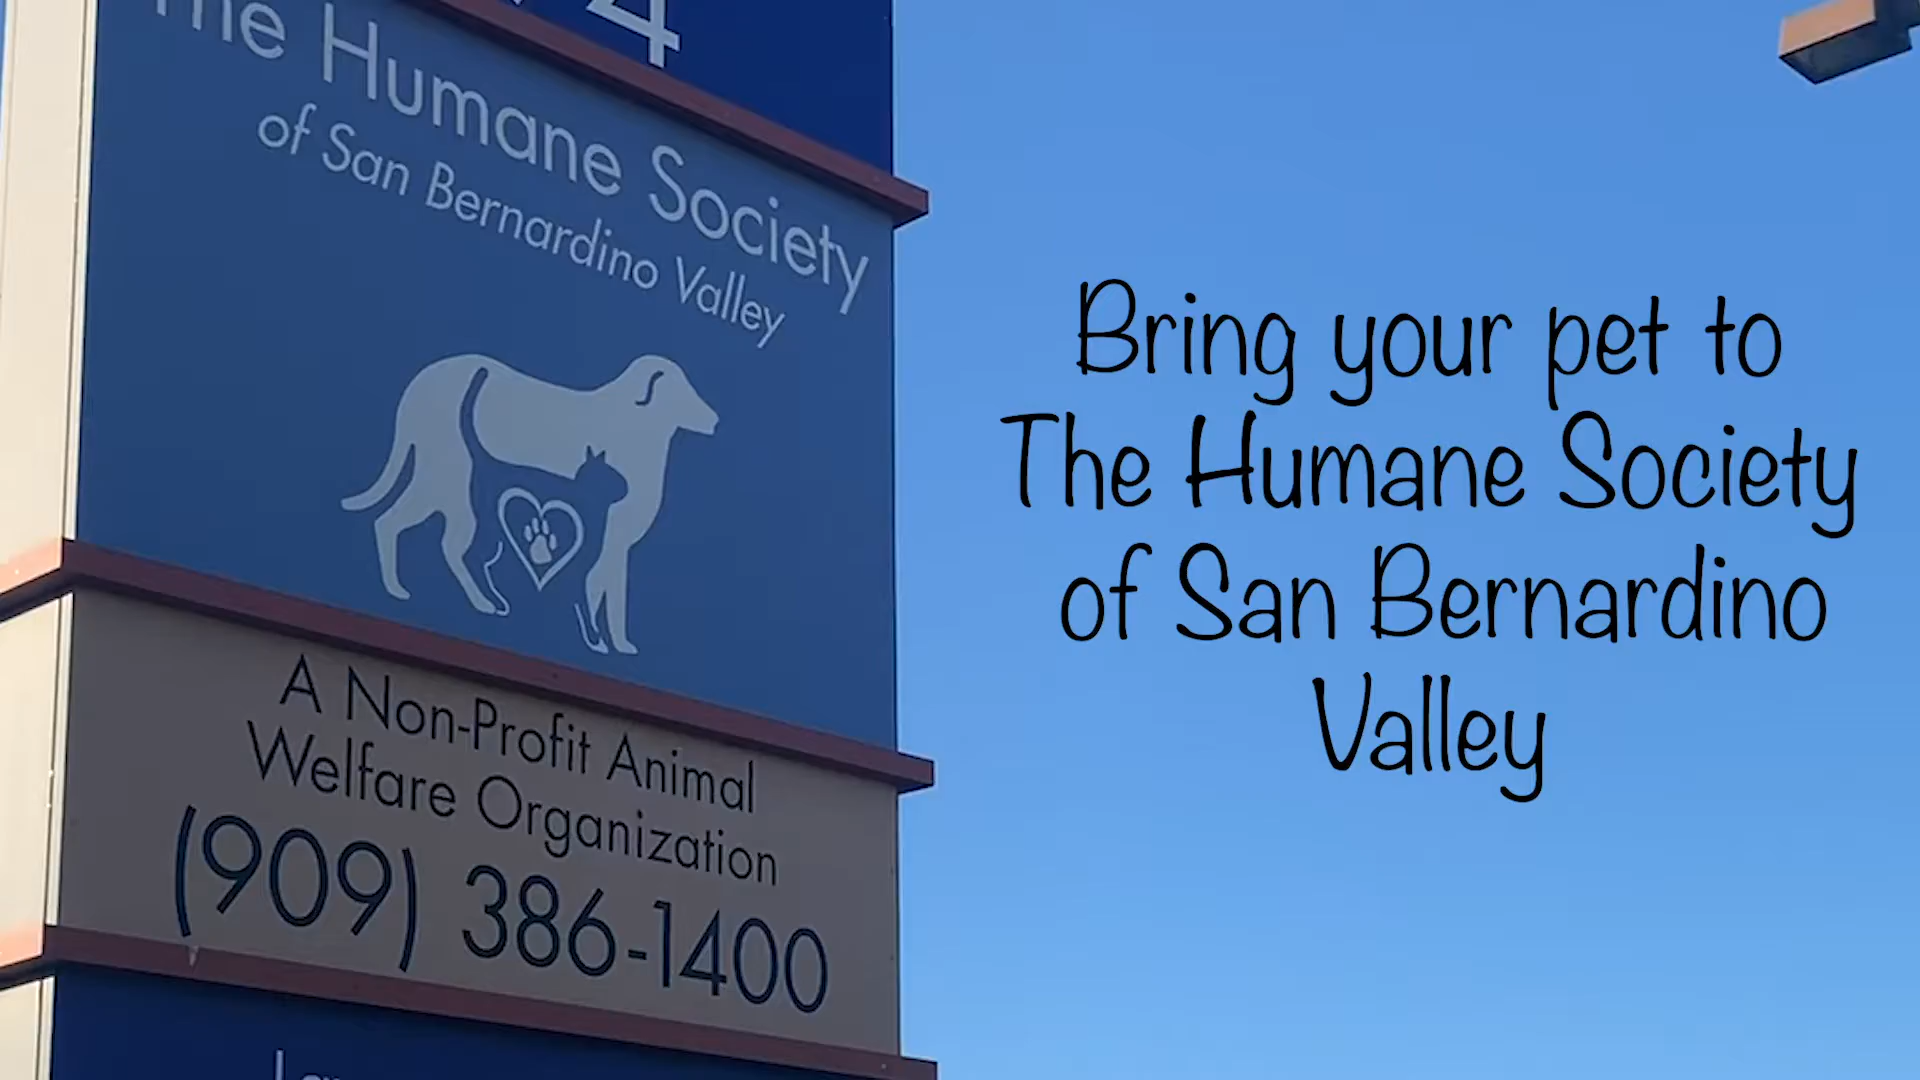 The Humane Society
of San Bernardino Valley
A Non-Profit Animal
Welfare Organization
(909) 386-1400
Bring your pet to
The Humane Society
of San Bernardino
Valley